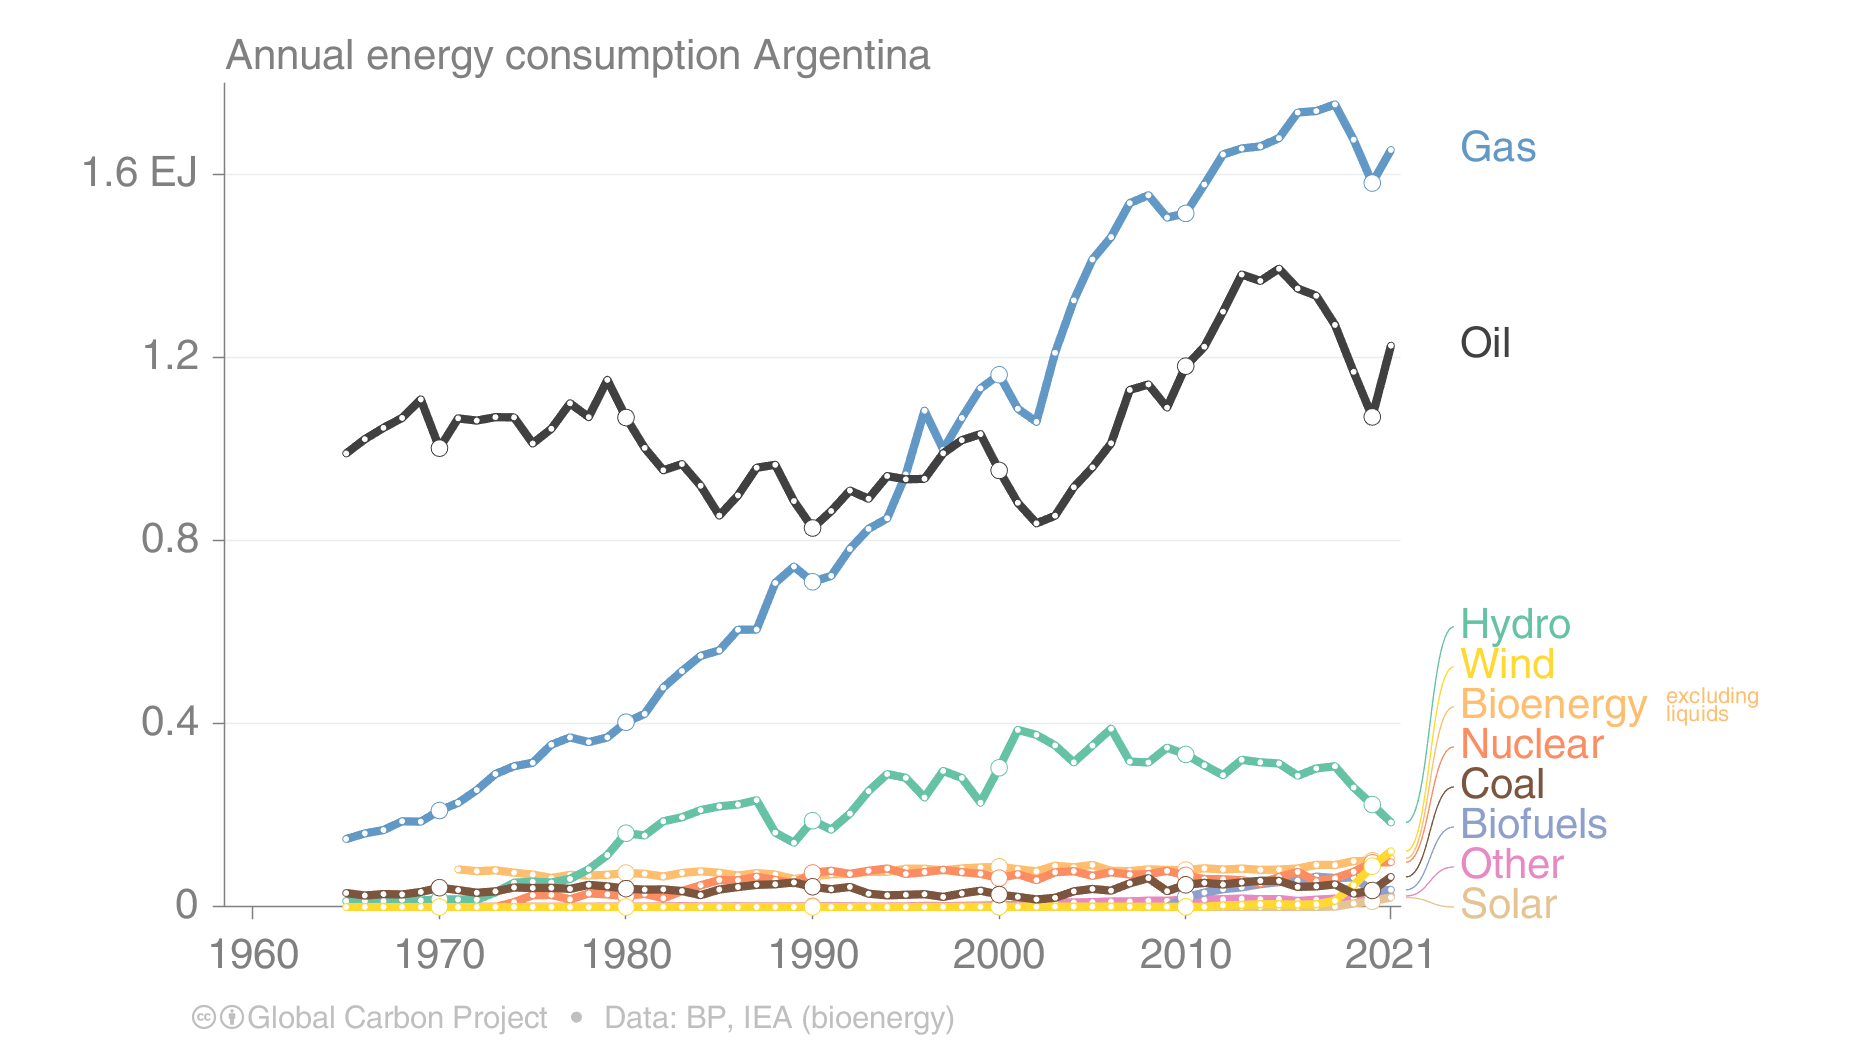 Annual energy consumption Argentina
1.6 EJ
1.2
0.8
0.4
0
Gas
Oil
Hydro
Wind
Bioenergy excluding liquids
Nuclear
Coal
Biofuels
Other
Solar
1960 1970 1980 1990 2000 2010 2021
cc Global Carbon Project • Data: BP, IEA (bioenergy)